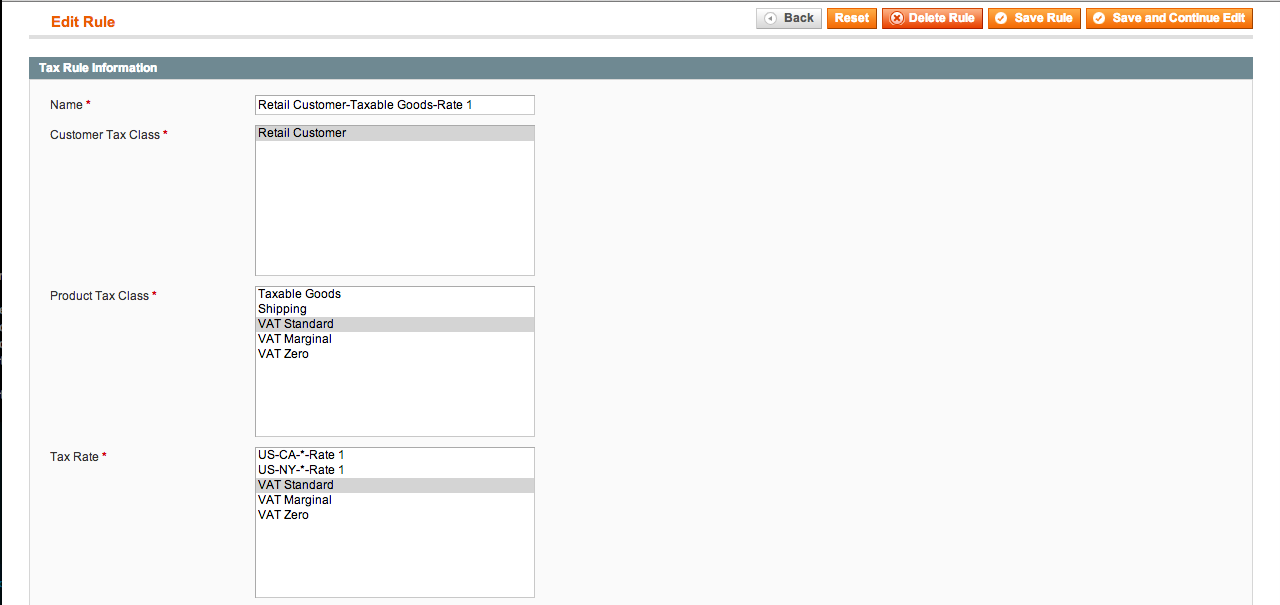 Edit Rule
Back
Reset
Delete Rule
Save Rule
Save and Continue Edit
Tax Rule Information
Name *
Retail Customer-Taxable Goods-Rate 1
Customer Tax Class *
Retail Customer
Product Tax Class *
Taxable Goods
Shipping
VAT Standard
VAT Marginal
VAT Zero
Tax Rate *
US-CA-*-Rate 1
US-NY-*-Rate 1
VAT Standard
VAT Marginal
VAT Zero